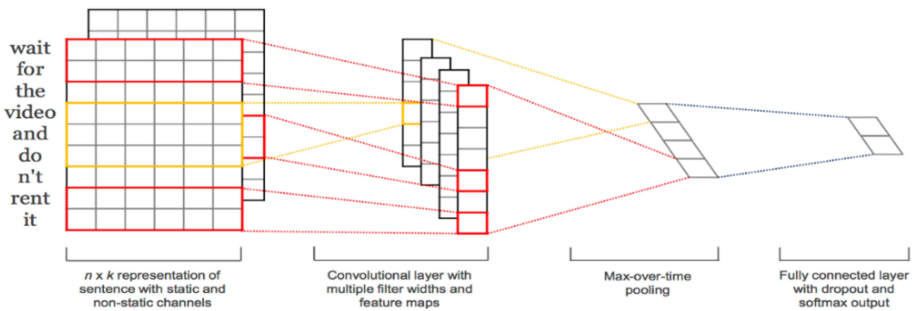 wait
for
the
video
and
do
n't
rent
it
n x k representation of
sentence with static and
non-static channels
Convolutional layer with
multiple filter widths and
feature maps
Max-over-time
pooling
Fully connected layer
with dropout and
softmax output